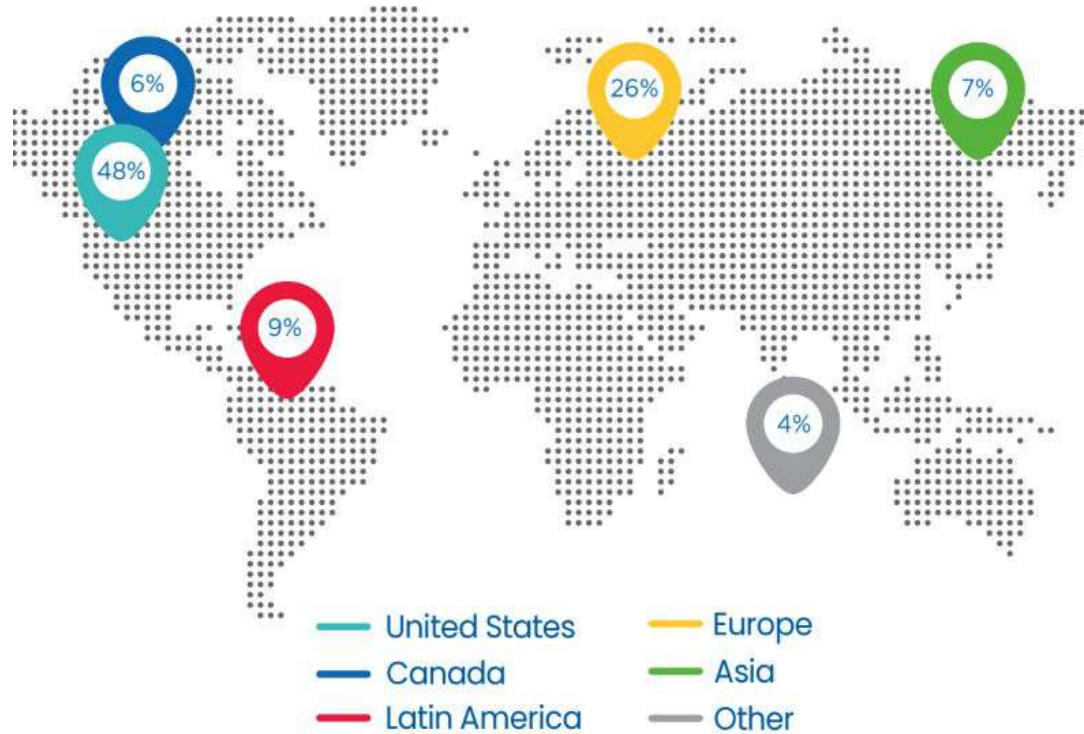 6%
26%
7%
48%
9%
4%
United States
Europe
Canada
Asia
Latin America
Other